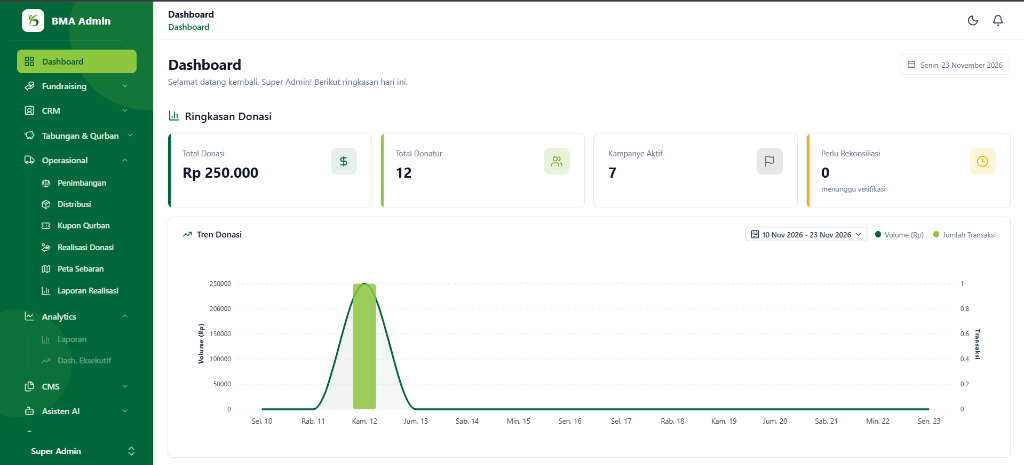 BMA Admin
Dashboard
Fundraising
CRM
Tabungan & Qurban
Operasional
Penimbangan
Distribusi
Kupon Qurban
Realisasi Donasi
Peta Sebaran
Laporan Realisasi
Analytics
Laporan
Dash. Eksekutif
CMS
Asisten AI
Super Admin
Dashboard
Dashboard
Dashboard
Selamat datang kembali, Super Admin! Berikut ringkasan hari ini.
Senin, 23 November 2026
Ringkasan Donasi
Total Donasi
Rp 250.000
Total Donatur
12
Kampanye Aktif
7
Perlu Rekonsiliasi
0
menunggu verifikasi
Tren Donasi
10 Nov 2026 - 23 Nov 2026
Volume (Rp)
Jumlah Transaksi
250000
200000
150000
100000
50000
0
Volume (Rp)
1
0.8
0.6
0.4
0.2
0
Transaksi
Sel. 10 Rab. 11 Kam. 12 Jum. 13 Sab. 14 Min. 15 Sen. 16 Sel. 17 Rab. 18 Kam. 19 Jum. 20 Sab. 21 Min. 22 Sen. 23